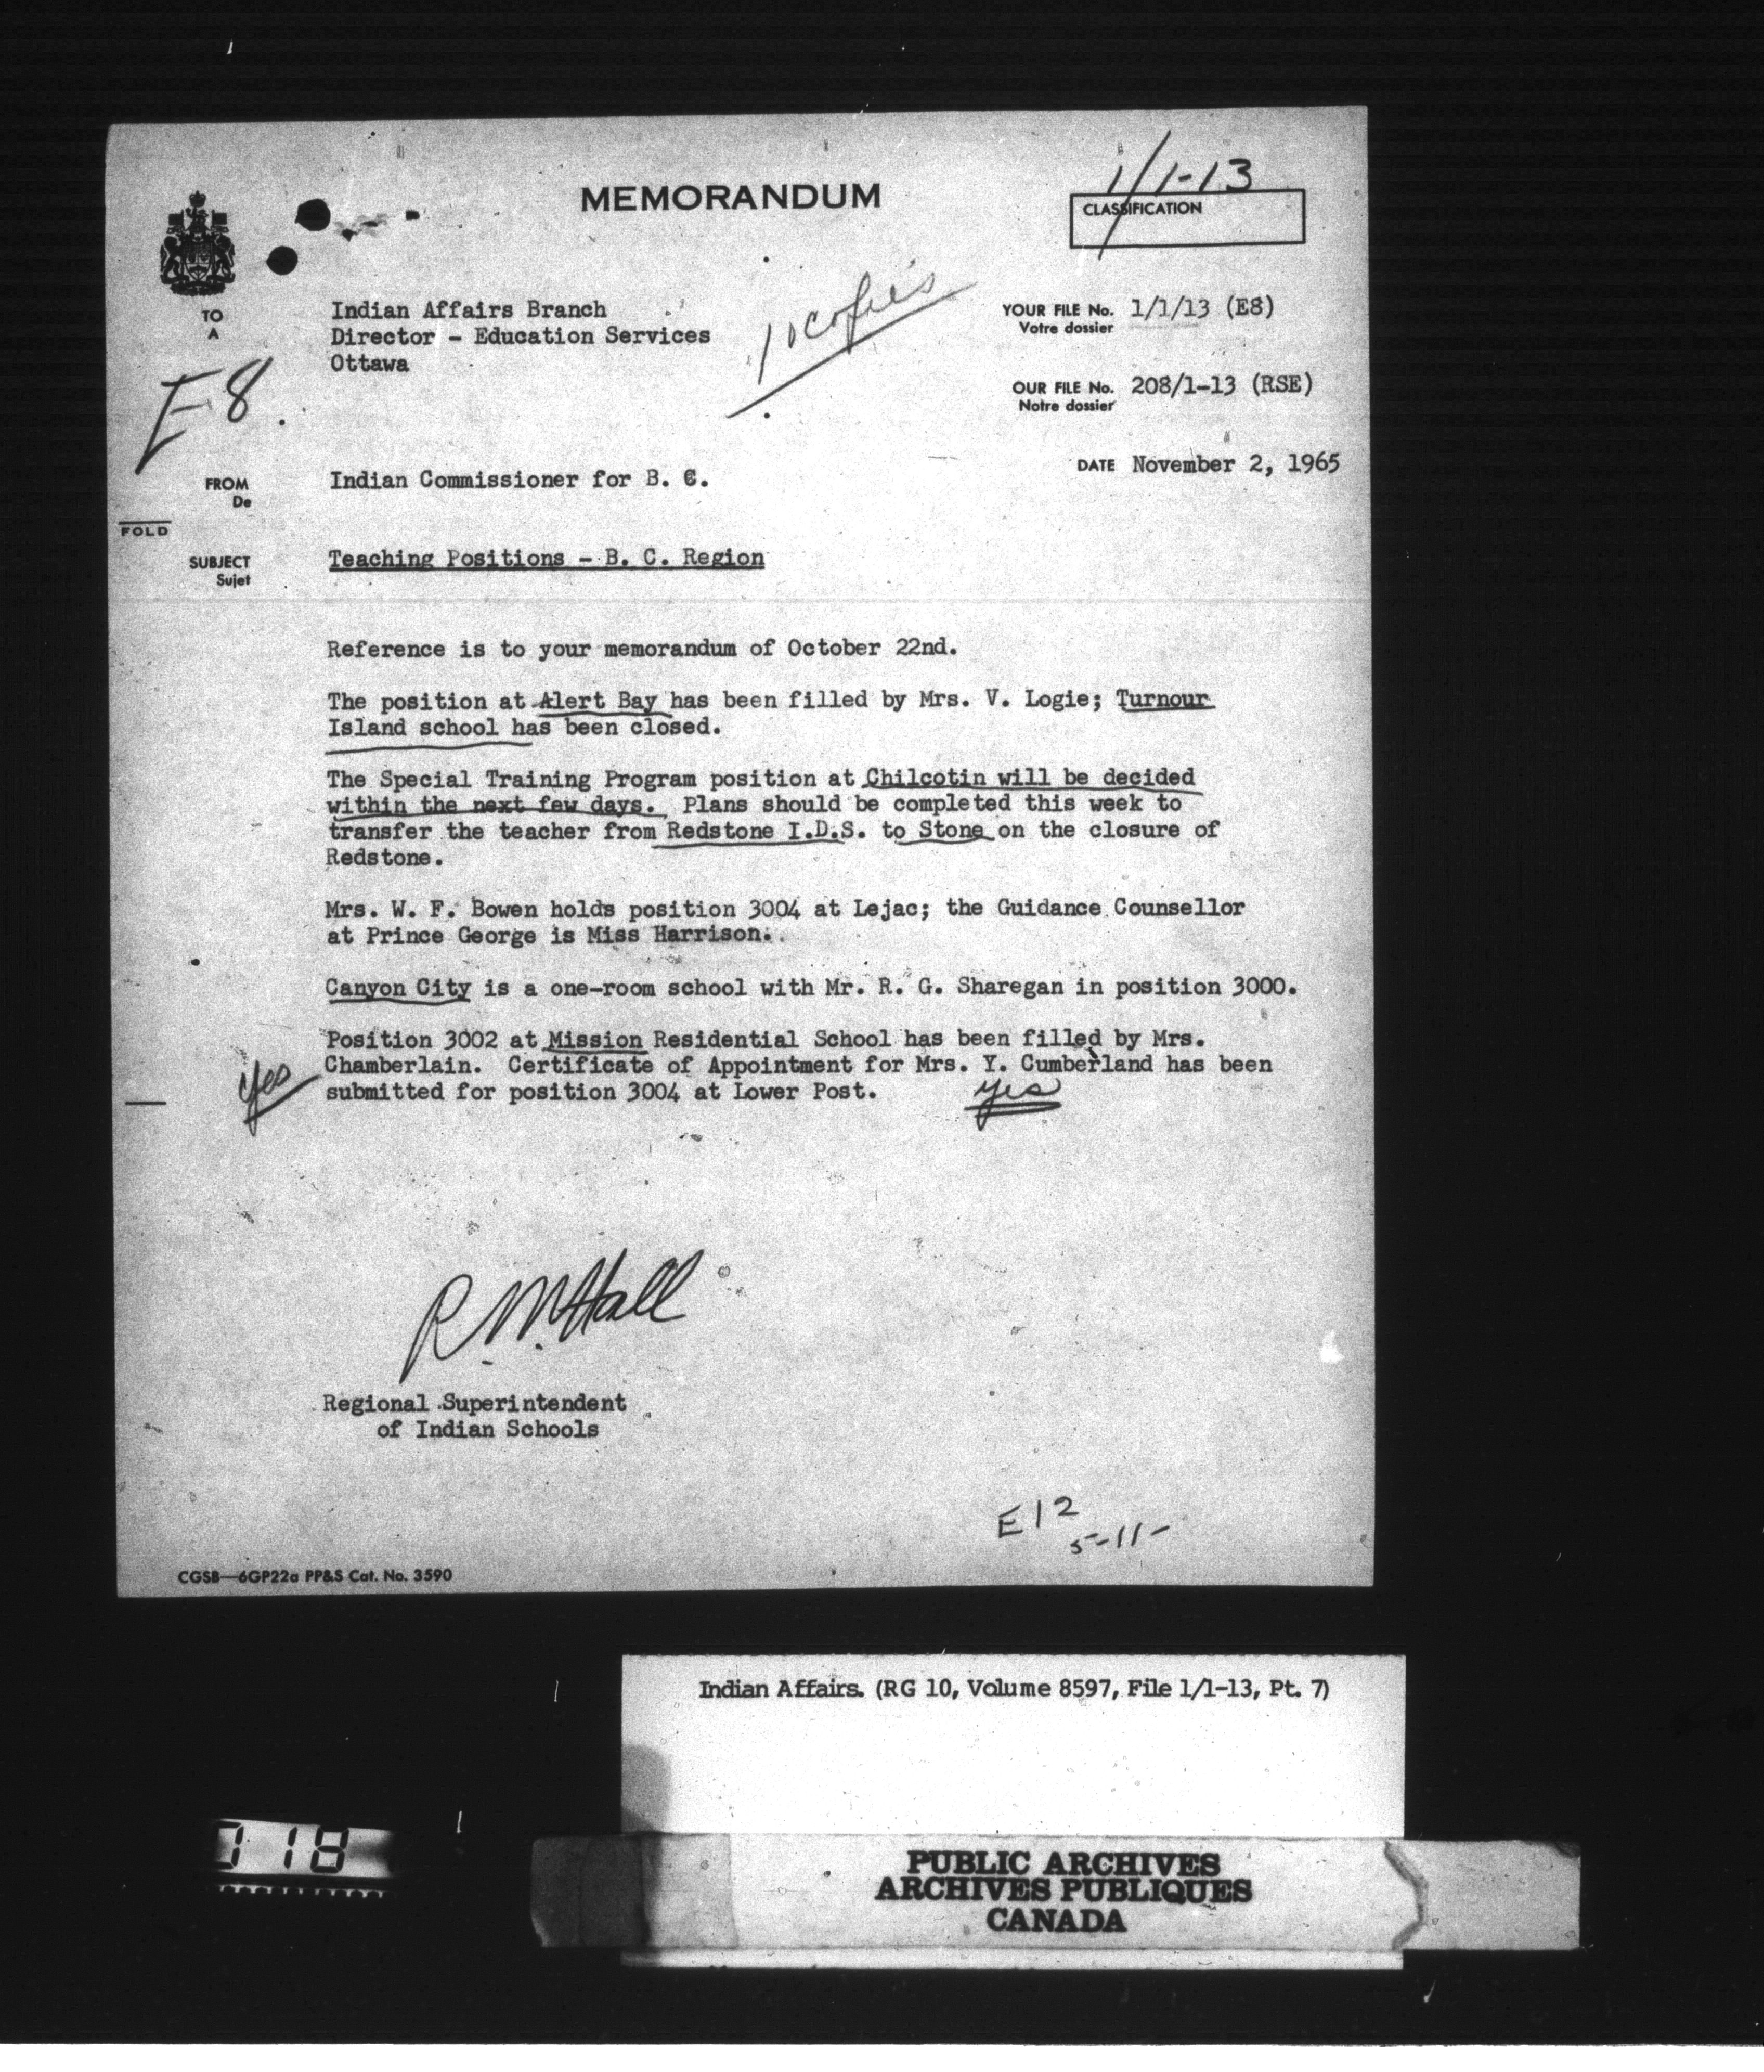 MEMORANDUM
1/1-13
CLASSIFICATION
TO
A
Indian Affairs Branch
Director - Education Services
Ottawa
10 copies
YOUR FILE No. 1/1/13 (E8)
Votre dossier
OUR FILE No. 208/1-13 (RSE)
Notre dossier
E8.
DATE November 2, 1965
FROM
De
Indian Commissioner for B. C.
FOLD
SUBJECT
Sujet
Teaching Positions - B. C. Region
Reference is to your memorandum of October 22nd.
The position at Alert Bay has been filled by Mrs. V. Logie; Turnour
Island school has been closed.
The Special Training Program position at Chilcotin will be decided
within the next few days. Plans should be completed this week to
transfer the teacher from Redstone I.D.S. to Stone on the closure of
Redstone.
Mrs. W. F. Bowen holds position 3004 at Lejac; the Guidance Counsellor
at Prince George is Miss Harrison.
Canyon City is a one-room school with Mr. R. G. Sharegan in position 3000.
Position 3002 at Mission Residential School has been filled by Mrs.
Chamberlain. Certificate of Appointment for Mrs. Y. Cumberland has been
submitted for position 3004 at Lower Post.
yes
yes
R. M. Hall
Regional Superintendent
of Indian Schools
E12
5-11-
CGSB—6GP22a PP&S Cat. No. 3590
Indian Affairs. (RG 10, Volume 8597, File 1/1-13, Pt. 7)
18
PUBLIC ARCHIVES
ARCHIVES PUBLIQUES
CANADA